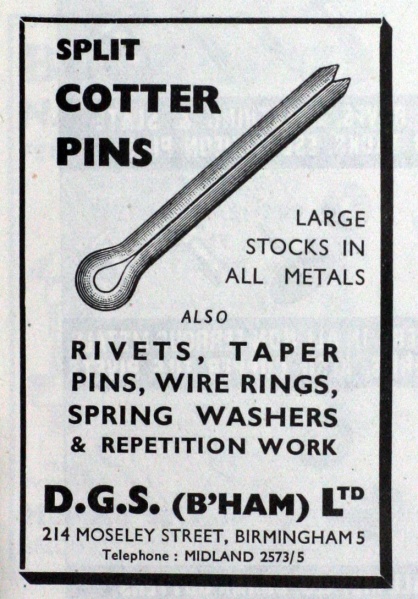 SPLIT
COTTER
PINS
LARGE
STOCKS IN
ALL METALS
ALSO
RIVETS, TAPER
PINS, WIRE RINGS,
SPRING WASHERS
& REPETITION WORK
D.G.S. (B'HAM) LTD
214 MOSELEY STREET, BIRMINGHAM 5
Telephone : MIDLAND 2573/5